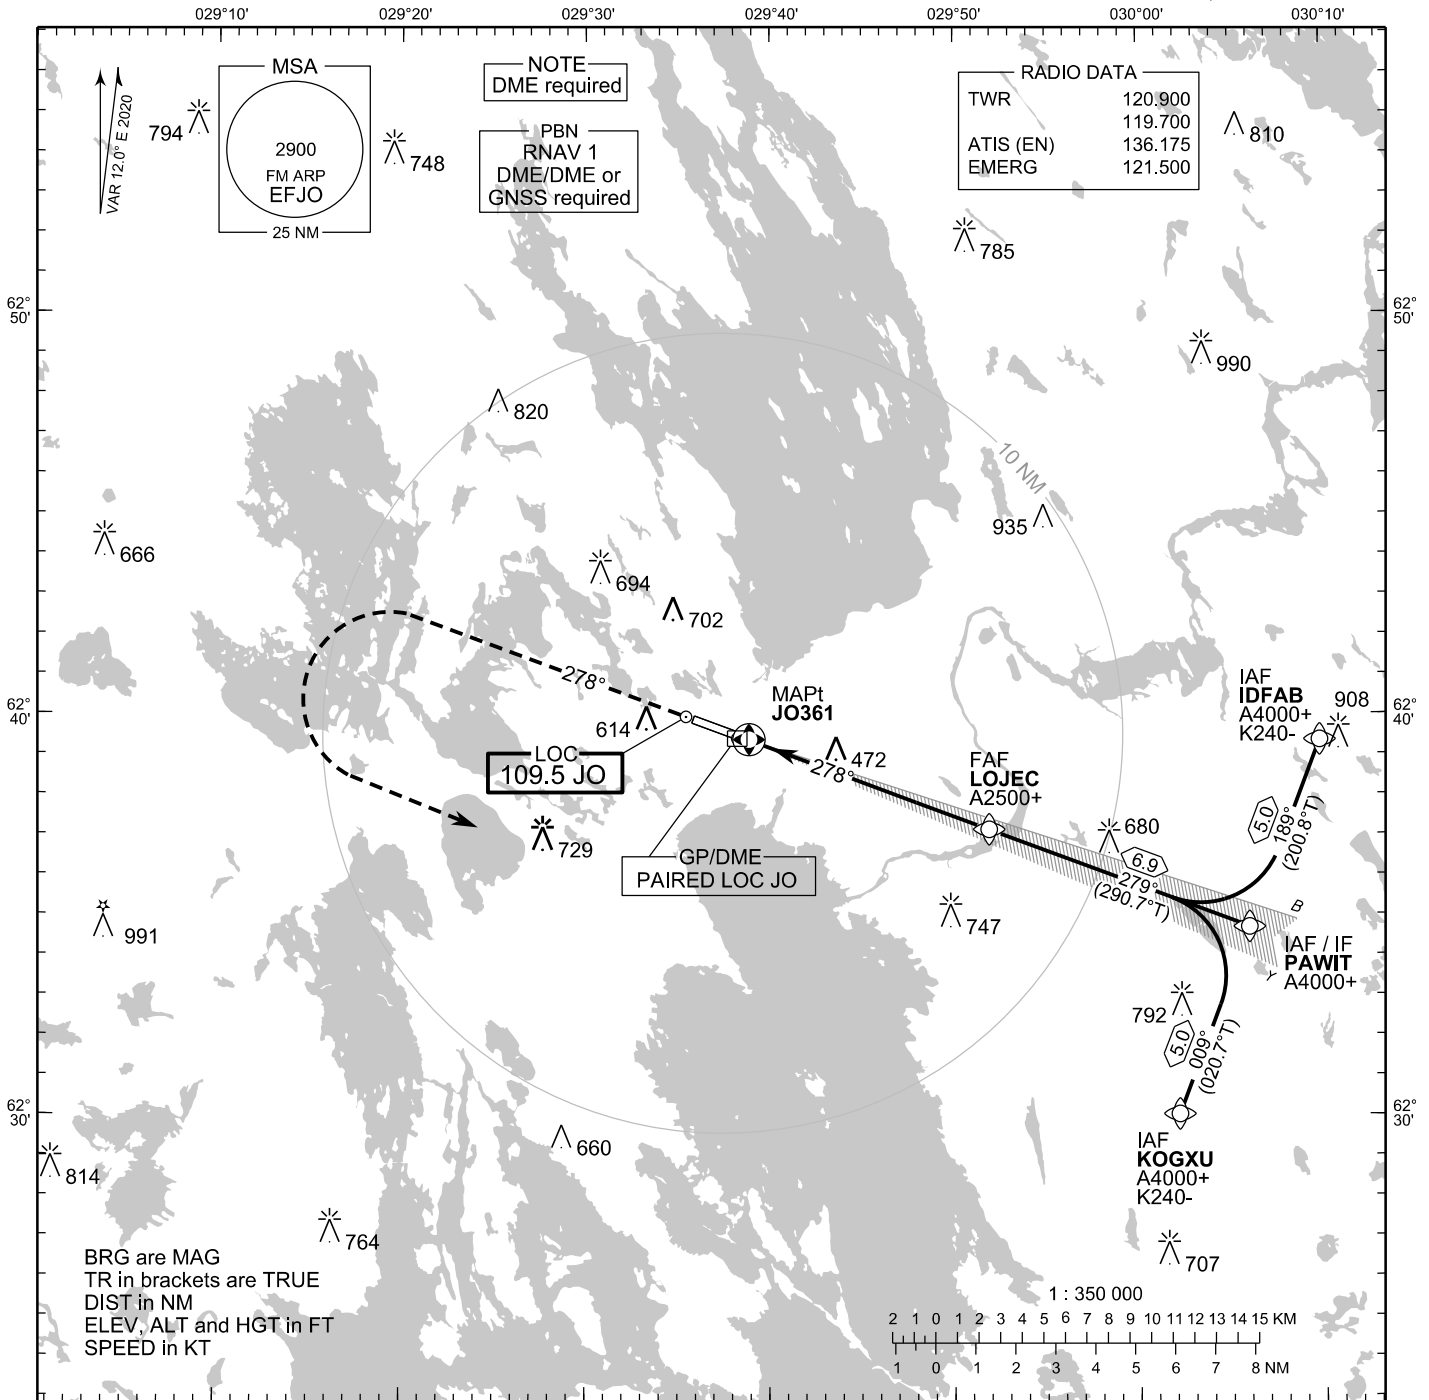 029°10'
029°20'
029°30'
029°40'
029°50'
030°00'
030°10'
VAR 12.0° E 2020
MSA
2900
FM ARP
EFJO
25 NM
NOTE
DME required
PBN
RNAV 1
DME/DME or
GNSS required
RADIO DATA
TWR 120.900
119.700
ATIS (EN) 136.175
EMERG 121.500
794
748
810
785
62°
50'
62°
50'
990
820
10 NM
935
666
694
702
278°
614
MAPt
JO361
IAF
IDFAB
A4000+
K240-
908
62°
40'
62°
40'
LOC
109.5 JO
472
278°
FAF
LOJEC
A2500+
5.0
189°
(200.8°T)
680
729
GP/DME
PAIRED LOC JO
6.9
279°
(290.7°T)
B
Y
747
991
IAF / IF
PAWIT
A4000+
792
5.0
009°
(020.7°T)
62°
30'
62°
30'
660
IAF
KOGXU
A4000+
K240-
814
764
707
BRG are MAG
TR in brackets are TRUE
DIST in NM
ELEV, ALT and HGT in FT
SPEED in KT
1 : 350 000
2 1 0 1 2 3 4 5 6 7 8 9 10 11 12 13 14 15 KM
1 0 1 2 3 4 5 6 7 8 NM